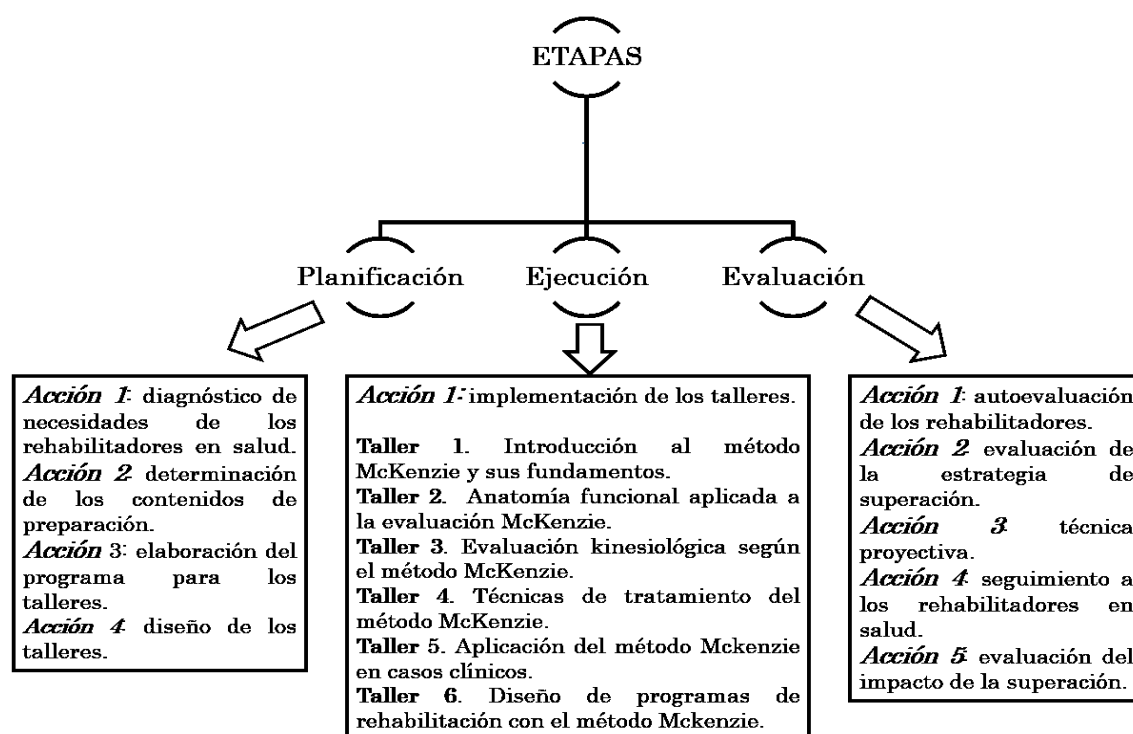 ETAPAS
Planificación
Ejecución
Evaluación
Acción 1: diagnóstico de
necesidades de los
rehabilitadores en salud.
Acción 2: determinación
de los contenidos de
preparación.
Acción 3: elaboración del
programa para los
talleres.
Acción 4: diseño de los
talleres.
Acción 1: implementación de los talleres.
Taller 1. Introducción al método
McKenzie y sus fundamentos.
Taller 2. Anatomía funcional aplicada a
la evaluación McKenzie.
Taller 3. Evaluación kinesiológica según
el método McKenzie.
Taller 4. Técnicas de tratamiento del
método McKenzie.
Taller 5. Aplicación del método Mckenzie
en casos clínicos.
Taller 6. Diseño de programas de
rehabilitación con el método Mckenzie.
Acción 1: autoevaluación
de los rehabilitadores.
Acción 2: evaluación de
la estrategia de
superación.
Acción 3: técnica
proyectiva.
Acción 4: seguimiento a
los rehabilitadores en
salud.
Acción 5: evaluación del
impacto de la superación.